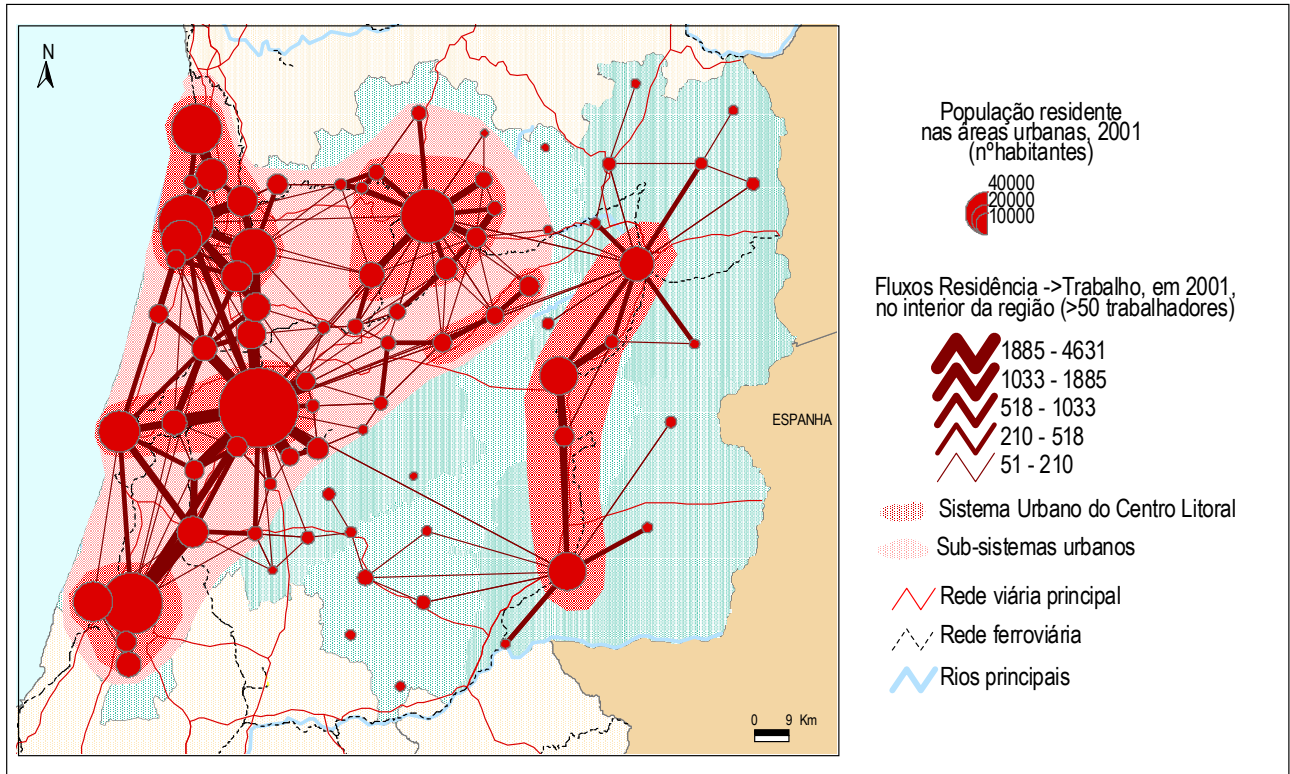 N
ESPANHA
0 9 Km
População residente
nas áreas urbanas, 2001
(nºhabitantes)
40000
20000
10000
Fluxos Residência ->Trabalho, em 2001,
no interior da região (>50 trabalhadores)
1885 - 4631
1033 - 1885
518 - 1033
210 - 518
51 - 210
Sistema Urbano do Centro Litoral
Sub-sistemas urbanos
Rede viária principal
Rede ferroviária
Rios principais